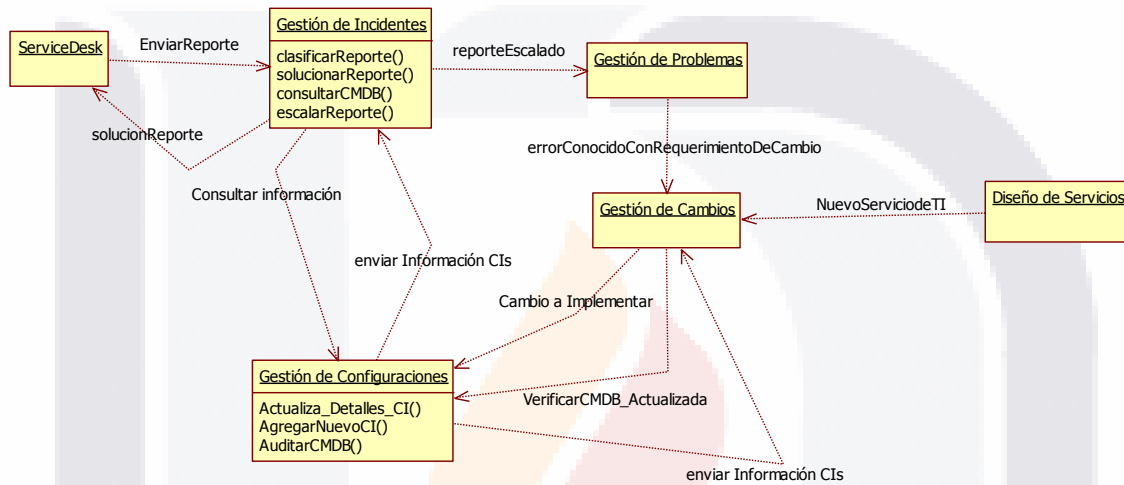 Gestión de Incidentes
ServiceDesk
EnviarReporte
clasificarReporte()
solucionarReporte()
consultarCMDB()
escalarReporte()
reporteEscalado
Gestión de Problemas
solucionReporte
errorConocidoConRequerimientoDeCambio
Consultar información
NuevoServiciodeTI
Diseño de Servicios
Gestión de Cambios
enviar Información CIs
Cambio a Implementar
Gestión de Configuraciones
Actualiza_Detalles_CI()
AgregarNuevoCI()
AuditarCMDB()
VerificarCMDB_Actualizada
enviar Información CIs